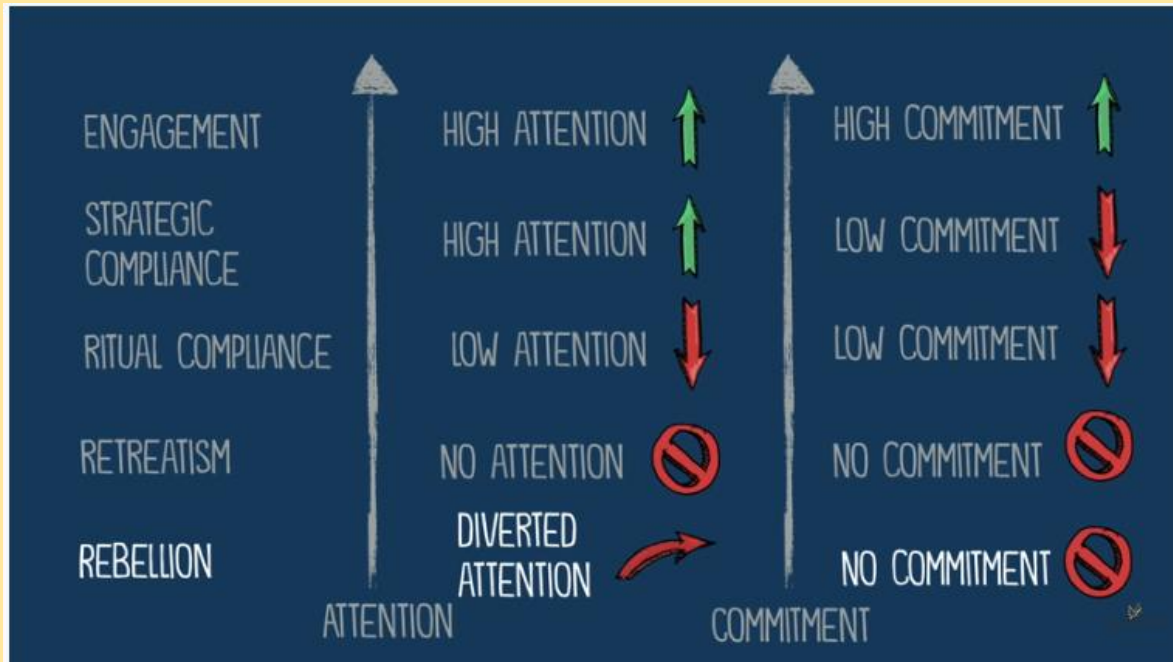 ENGAGEMENT HIGH ATTENTION HIGH COMMITMENT
STRATEGIC
COMPLIANCE HIGH ATTENTION LOW COMMITMENT
RITUAL COMPLIANCE LOW ATTENTION LOW COMMITMENT
RETREATISM NO ATTENTION NO COMMITMENT
REBELLION DIVERTED
ATTENTION NO COMMITMENT
ATTENTION COMMITMENT